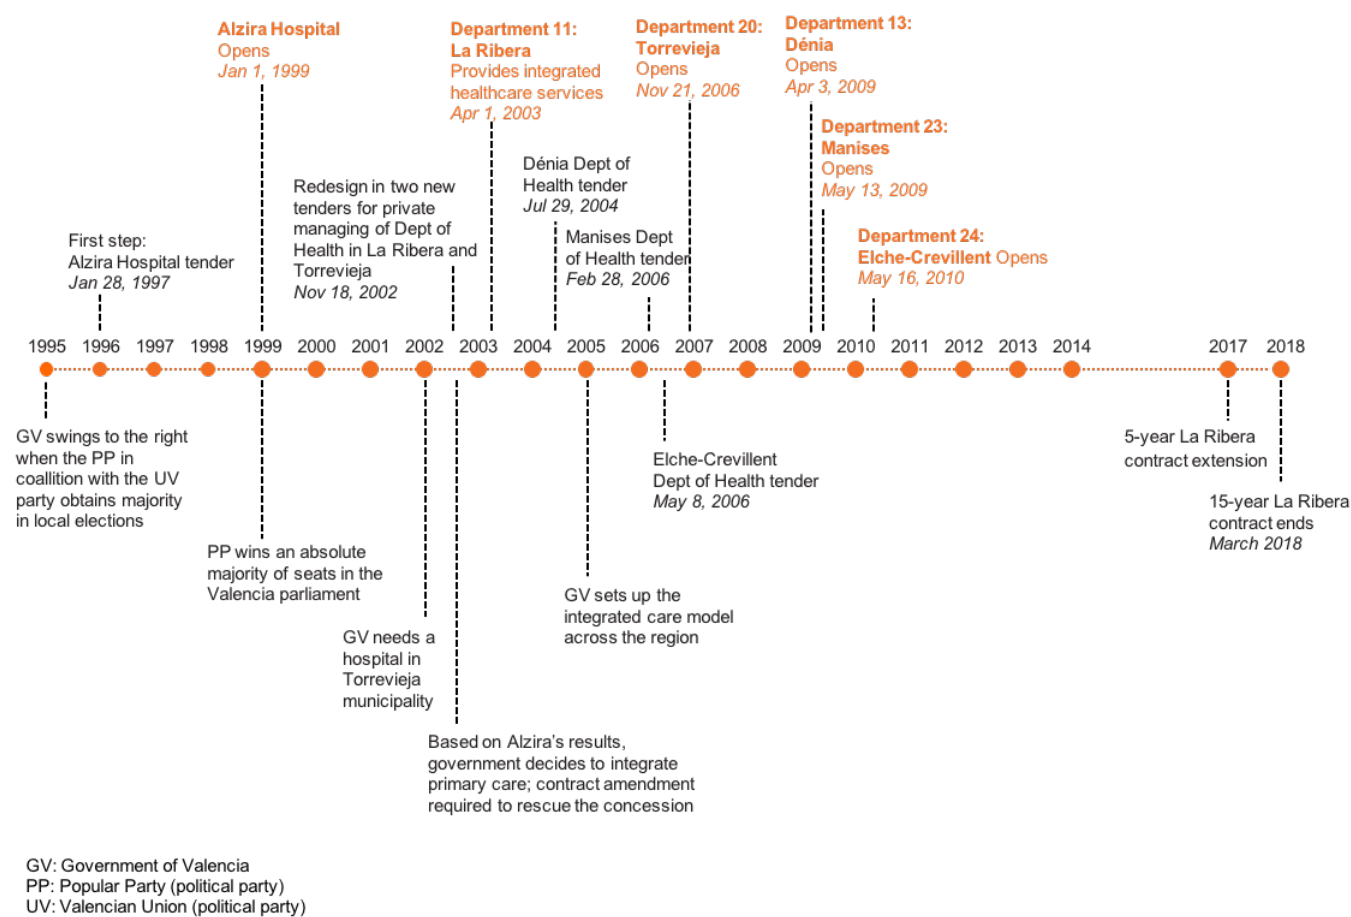 Alzira Hospital
Opens
Jan 1, 1999
Department 11:
La Ribera
Provides integrated
healthcare services
Apr 1, 2003
Department 20:
Torrevieja
Opens
Nov 21, 2006
Department 13:
Dénia
Opens
Apr 3, 2009
Department 23:
Manises
Opens
May 13, 2009
First step:
Alzira Hospital tender
Jan 28, 1997
Redesign in two new
tenders for private
managing of Dept of
Health in La Ribera and
Torrevieja
Nov 18, 2002
Dénia Dept of
Health tender
Jul 29, 2004
Manises Dept
of Health tender
Feb 28, 2006
Department 24:
Elche-Crevillent Opens
May 16, 2010
1995 1996 1997 1998 1999 2000 2001 2002 2003 2004 2005 2006 2007 2008 2009 2010 2011 2012 2013 2014 2017 2018
GV swings to the right
when the PP in
coallition with the UV
party obtains majority
in local elections
PP wins an absolute
majority of seats in the
Valencia parliament
GV needs a
hospital in
Torrevieja
municipality
Based on Alzira's results,
government decides to integrate
primary care; contract amendment
required to rescue the concession
GV sets up the
integrated care model
across the region
Elche-Crevillent
Dept of Health tender
May 8, 2006
5-year La Ribera
contract extension
15-year La Ribera
contract ends
March 2018
GV: Government of Valencia
PP: Popular Party (political party)
UV: Valencian Union (political party)